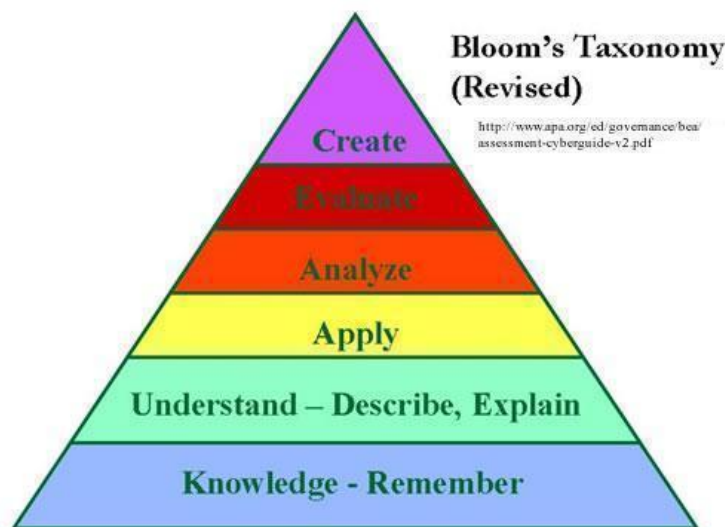 Bloom's Taxonomy
(Revised)
http://www.apa.org/ed/governance/bea/
assessment-cyberguide-v2.pdf
Create
Evaluate
Analyze
Apply
Understand – Describe, Explain
Knowledge - Remember